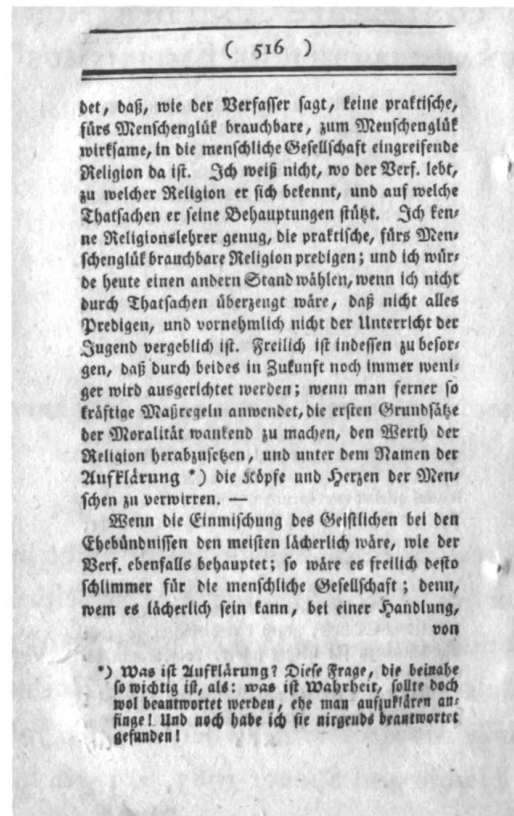 ( 516 )
det, daß, wie der Verfasser sagt, keine praktische,
fürs Menschenglük brauchbare, zum Menschenglük
wirksame, in die menschliche Gesellschaft eingreifende
Religion da ist. Ich weiß nicht, wo der Verf. lebt,
zu welcher Religion er sich bekennt, und auf welche
Thatsachen er seine Behauptungen stützt. Ich ken-
ne Religionslehrer genug, die praktische, fürs Men-
schenglük brauchbare Religion predigen; und ich wür-
de heute einen andern Stand wählen, wenn ich nicht
durch Thatsachen überzeugt wäre, daß nicht alles
Predigen, und vornehmlich nicht der Unterricht der
Jugend vergeblich ist. Freilich ist indessen zu besor-
gen, daß durch beides in Zukunft noch immer weni-
ger wird ausgerichtet werden; wenn man ferner so
kräftige Maßregeln anwendet, die ersten Grundsätze
der Moralität wankend zu machen, den Werth der
Religion herabzusetzen, und unter dem Namen der
Aufklärung *) die Köpfe und Herzen der Men-
schen zu verwirren. —
Wenn die Einmischung des Geistlichen bei den
Ehebündnissen den meisten lächerlich wäre, wie der
Verf. ebenfalls behauptet; so wäre es freilich desto
schlimmer für die menschliche Gesellschaft; denn,
wem es lächerlich sein kann, bei einer Handlung,
von
*) Was ist Aufklärung? Diese Frage, die beinahe
so wichtig ist, als: was ist Wahrheit, sollte doch
wol beantwortet werden, ehe man aufzuklären an-
finge! Und noch habe ich sie nirgends beantwortet
gefunden!